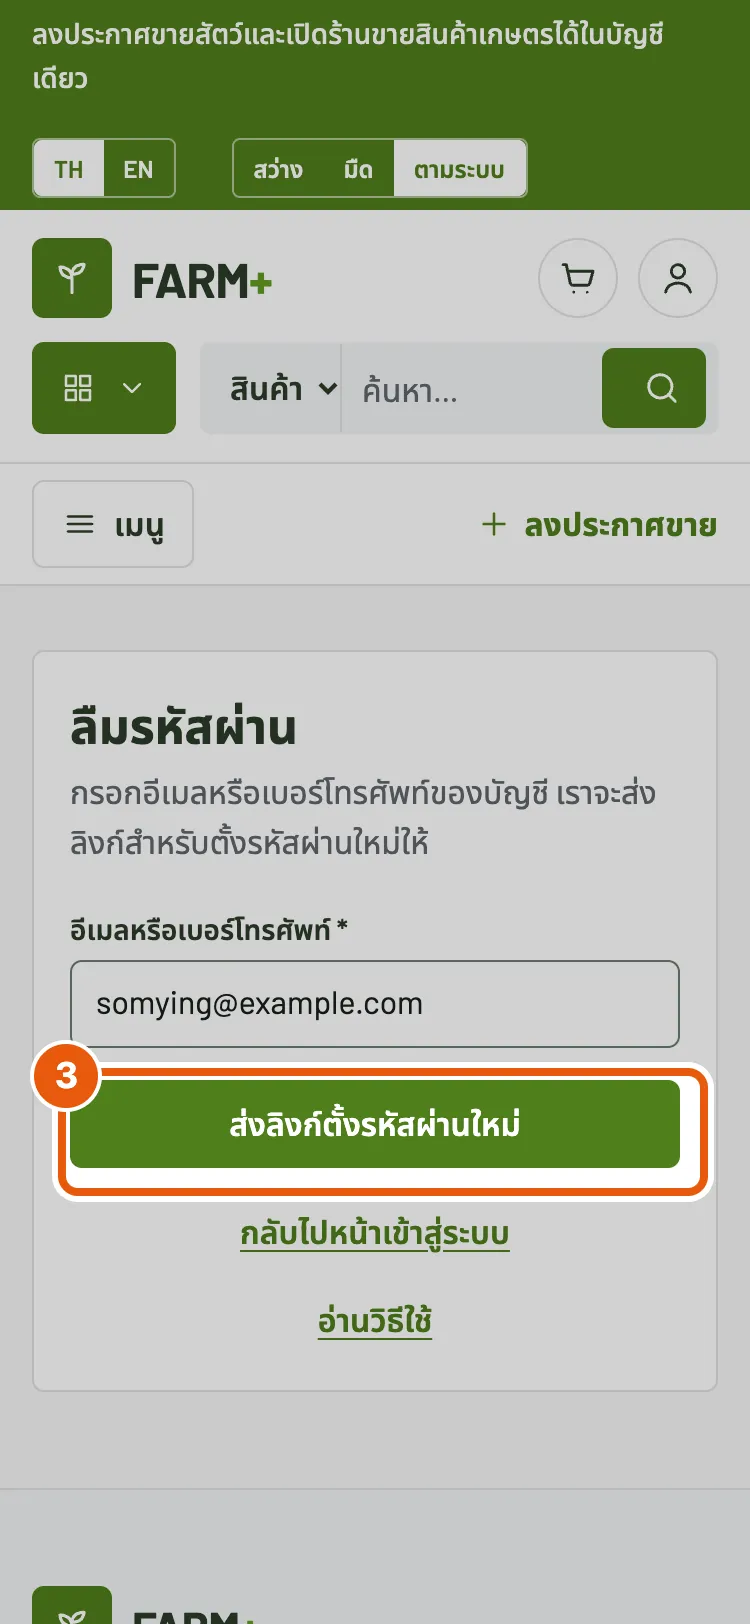 ลงประกาศขายสัตว์และเปิดร้านขายสินค้าเกษตรได้ในบัญชี
เดียว
TH EN สว่าง มืด ตามระบบ
FARM+
สินค้า ค้นหา...
เมนู + ลงประกาศขาย
ลืมรหัสผ่าน
กรอกอีเมลหรือเบอร์โทรศัพท์ของบัญชี เราจะส่ง
ลิงก์สำหรับตั้งรหัสผ่านใหม่ให้
อีเมลหรือเบอร์โทรศัพท์ *
somying@example.com
3
ส่งลิงก์ตั้งรหัสผ่านใหม่
กลับไปหน้าเข้าสู่ระบบ
อ่านวิธีใช้
FARM+